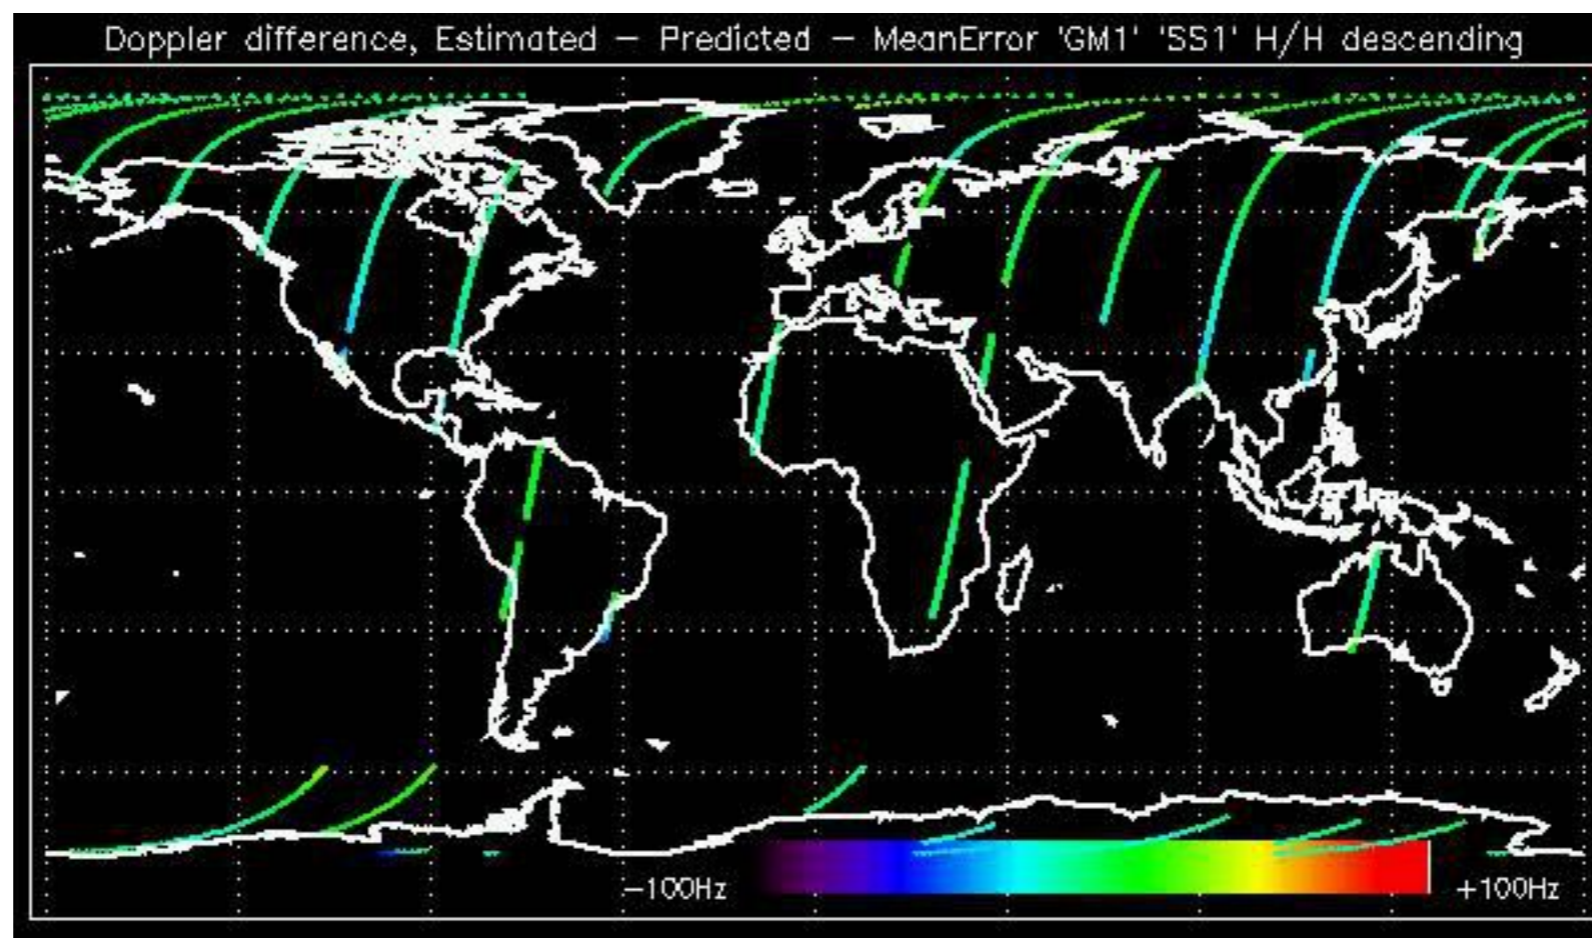 Doppler difference, Estimated — Predicted — MeanError 'GM1' 'SS1' H/H descending
—100Hz
+100Hz